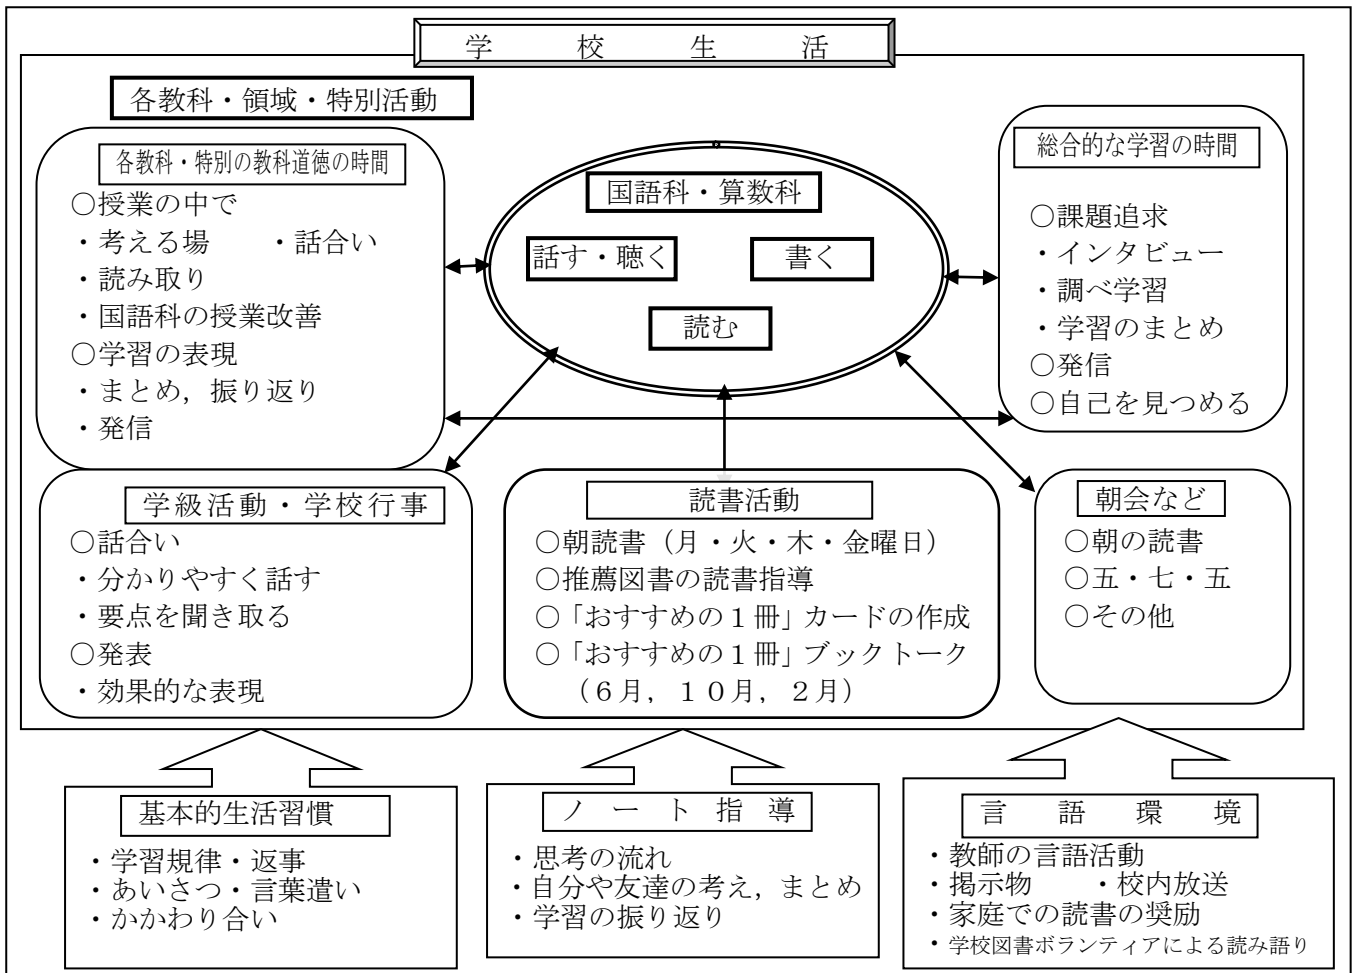 学校生活
各教科・領域・特別活動
各教科・特別の教科道徳の時間
○授業の中で
・考える場　・話合い
・読み取り
・国語科の授業改善
○学習の表現
・まとめ，振り返り
・発信
国語科・算数科
話す・聴く
書く
読む
総合的な学習の時間
○課題追求
・インタビュー
・調べ学習
・学習のまとめ
○発信
○自己を見つめる
学級活動・学校行事
○話合い
・分かりやすく話す
・要点を聞き取る
○発表
・効果的な表現
読書活動
○朝読書（月・火・木・金曜日）
○推薦図書の読書指導
○「おすすめの１冊」カードの作成
○「おすすめの１冊」ブックトーク
（６月，１０月，２月）
朝会など
○朝の読書
○五・七・五
○その他
基本的生活習慣
・学習規律・返事
・あいさつ・言葉遣い
・かかわり合い
ノート指導
・思考の流れ
・自分や友達の考え，まとめ
・学習の振り返り
言語環境
・教師の言語活動
・掲示物　・校内放送
・家庭での読書の奨励
・学校図書ボランティアによる読み語り